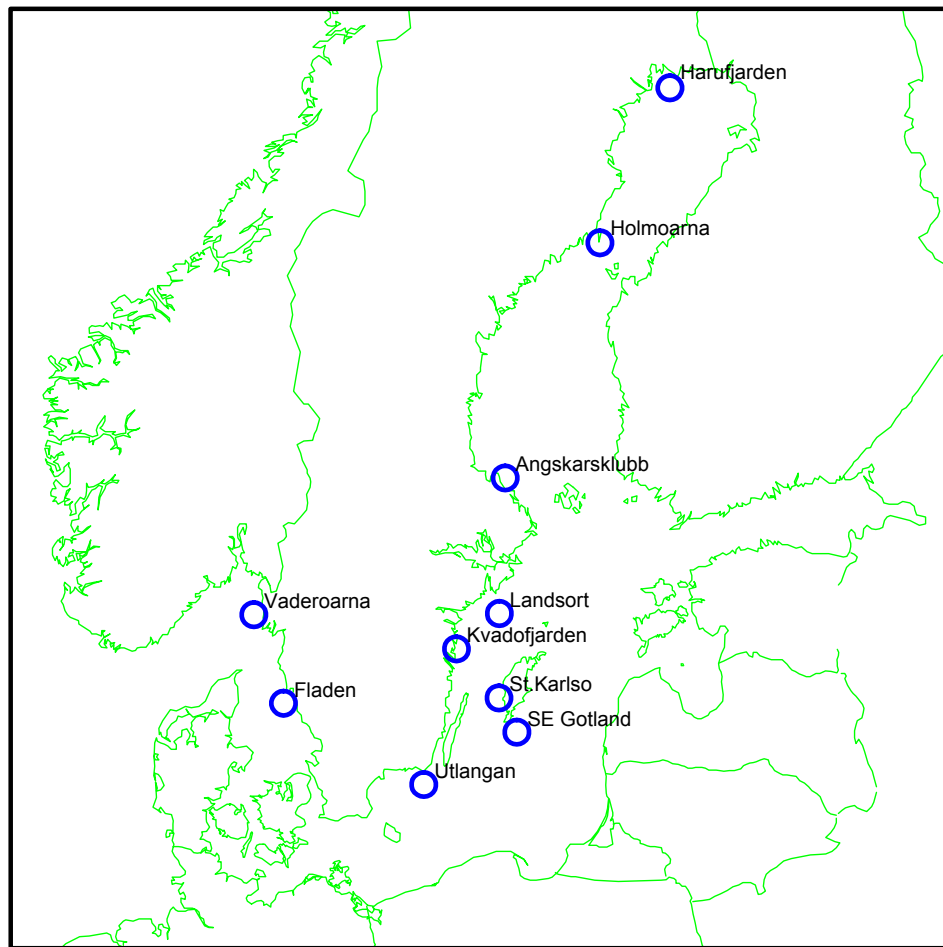 Harufjarden
Holmoarna
Angskarsklubb
Vaderoarna
Landsort
Kvadofjarden
Fladen
St.Karlso
SE Gotland
Utlangan